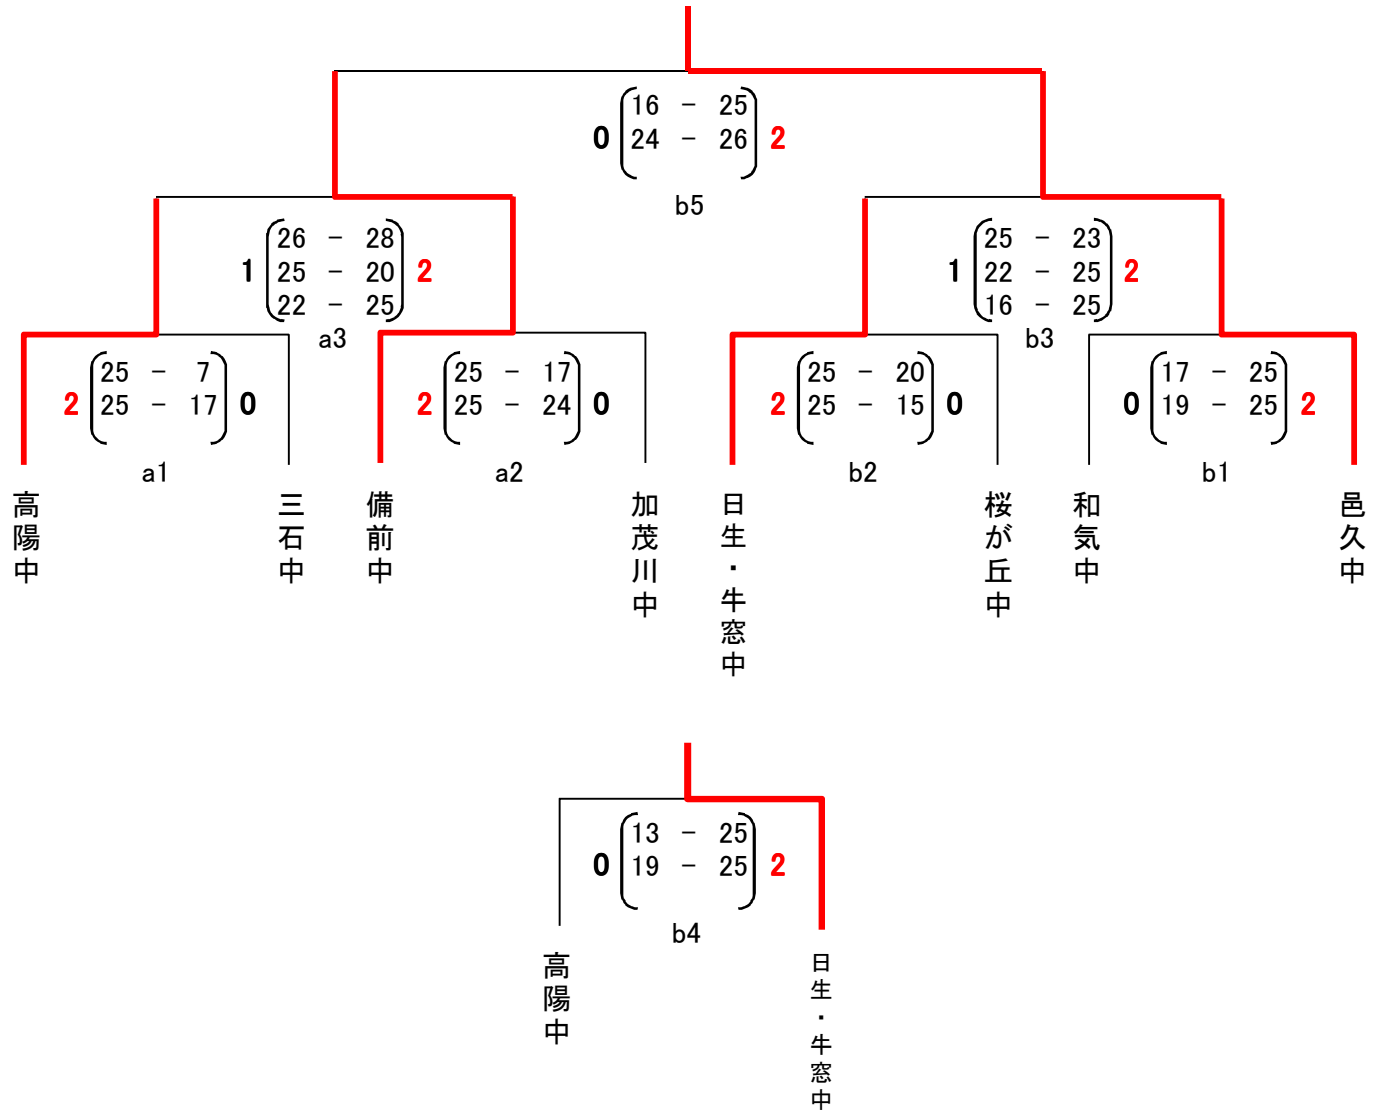 16 - 25
0 24 - 26 2
b5
26 - 28
1 25 - 20 2
22 - 25
a3
25 - 23
1 22 - 25 2
16 - 25
b3
25 - 7
2 25 - 17 0
a1
25 - 17
2 25 - 24 0
a2
25 - 20
2 25 - 15 0
b2
17 - 25
0 19 - 25 2
b1
高陽中
三石中
備前中
加茂川中
日生・牛窓中
桜が丘中
和気中
邑久中
13 - 25
0 19 - 25 2
b4
高陽中
日生・牛窓中